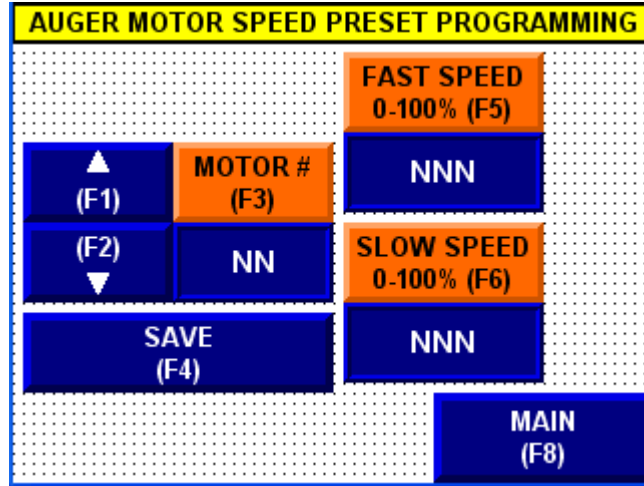 AUGER MOTOR SPEED PRESET PROGRAMMING
FAST SPEED
0-100% (F5)
NNN
(F1)
MOTOR #
(F3)
(F2)
NN
SLOW SPEED
0-100% (F6)
NNN
SAVE
(F4)
MAIN
(F8)